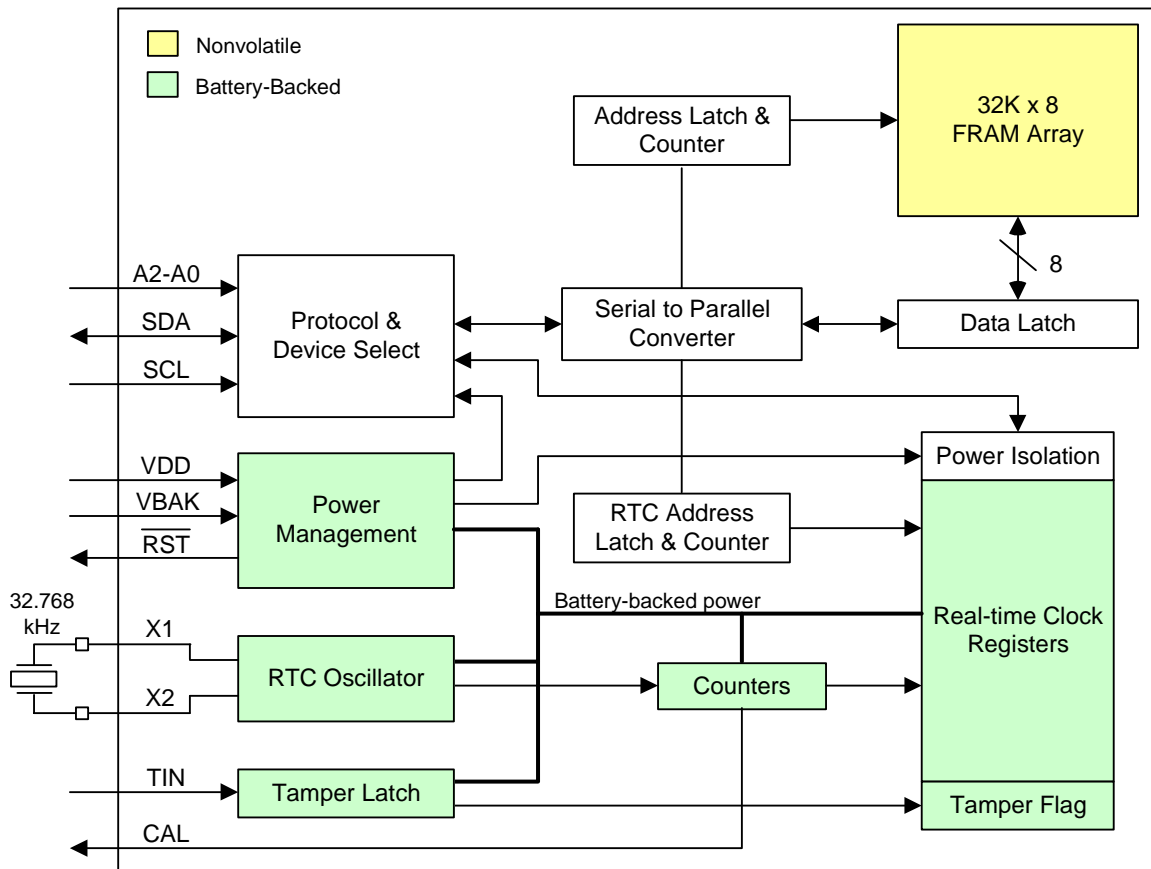 Nonvolatile
Battery-Backed
32K x 8
FRAM Array
Address Latch &
Counter
8
A2-A0
SDA
SCL
Protocol &
Device Select
Serial to Parallel
Converter
Data Latch
VDD
VBAK
RST
Power
Management
Power Isolation
RTC Address
Latch & Counter
Battery-backed power
Real-time Clock
Registers
32.768
kHz
X1
X2
RTC Oscillator
Counters
TIN
Tamper Latch
Tamper Flag
CAL